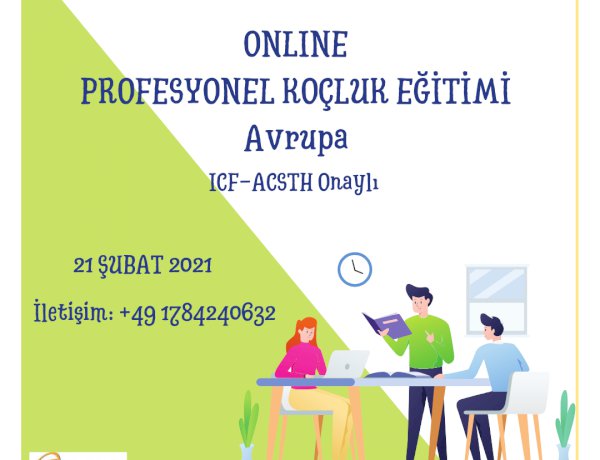 ONLINE
PROFESYONEL KOÇLUK EĞİTİMİ
Avrupa
ICF-ACSTH Onaylı
21 ŞUBAT 2021
İletişim: +49 1784240632